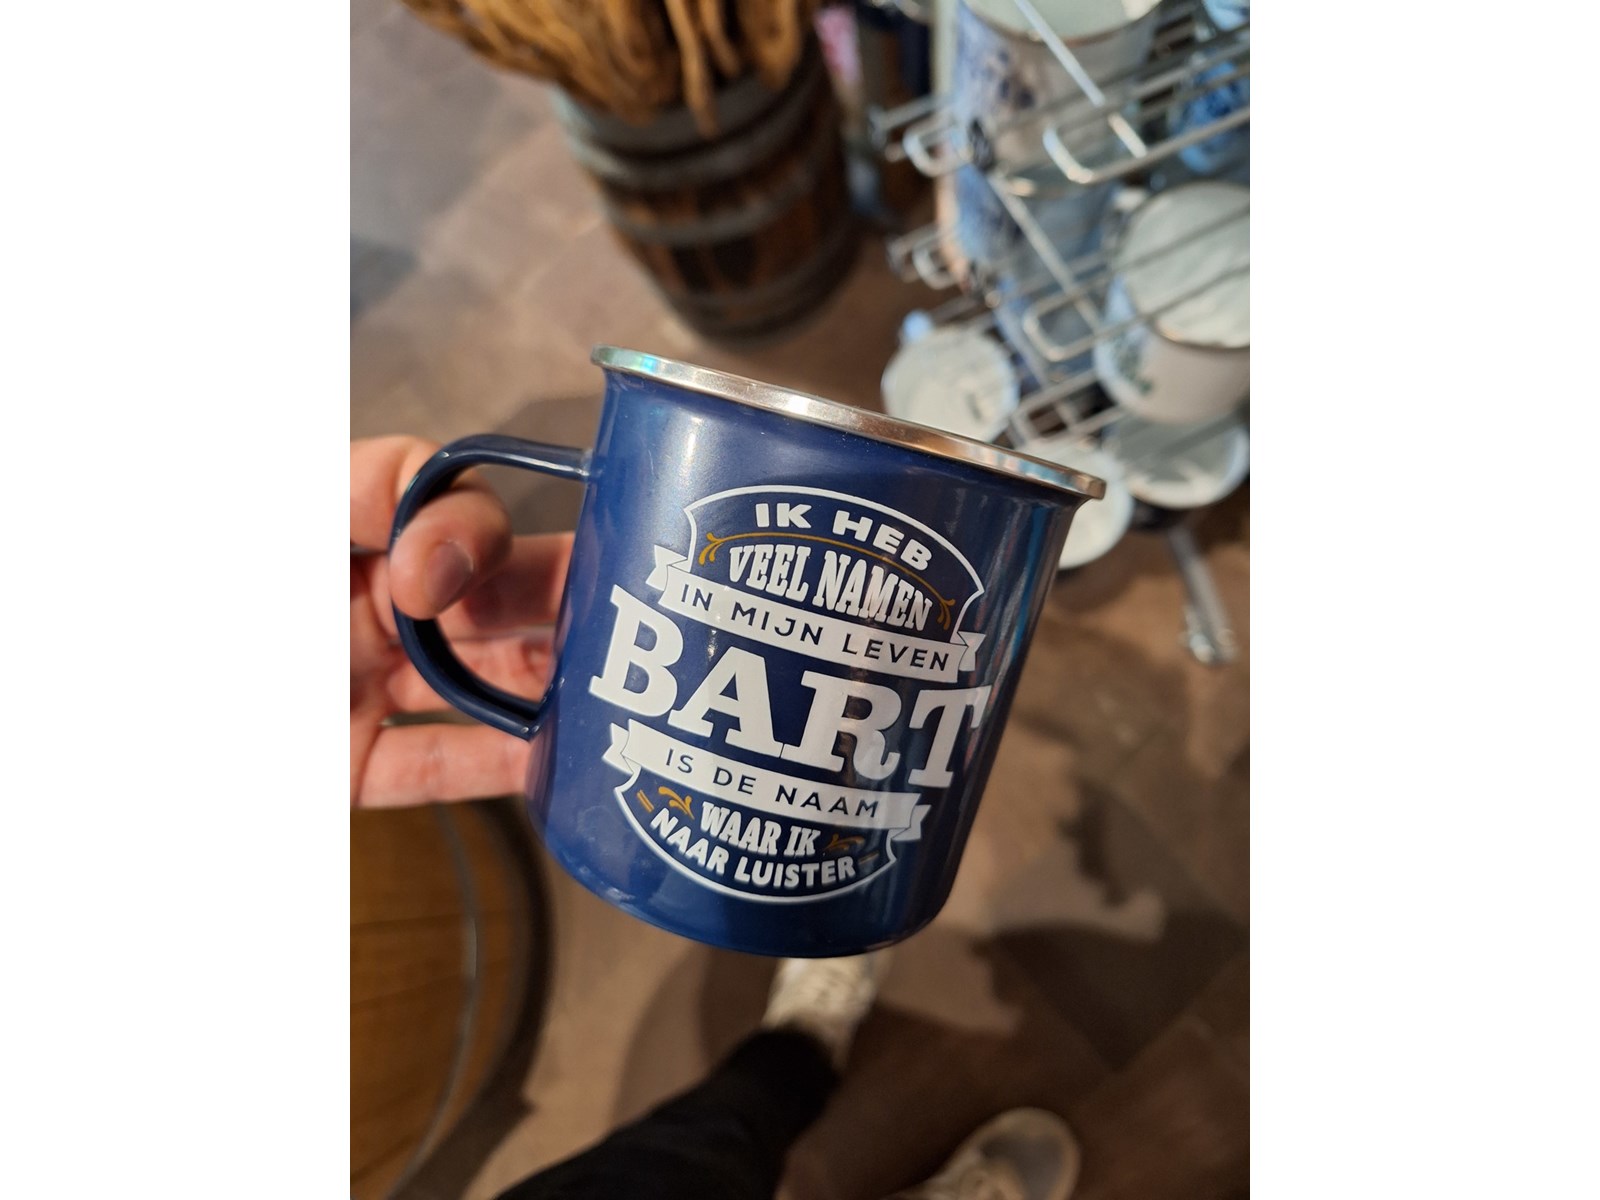 IK HEB
VEEL NAMEN
IN MIJN LEVEN
BART
IS DE NAAM
WAAR IK
NAAR LUISTER